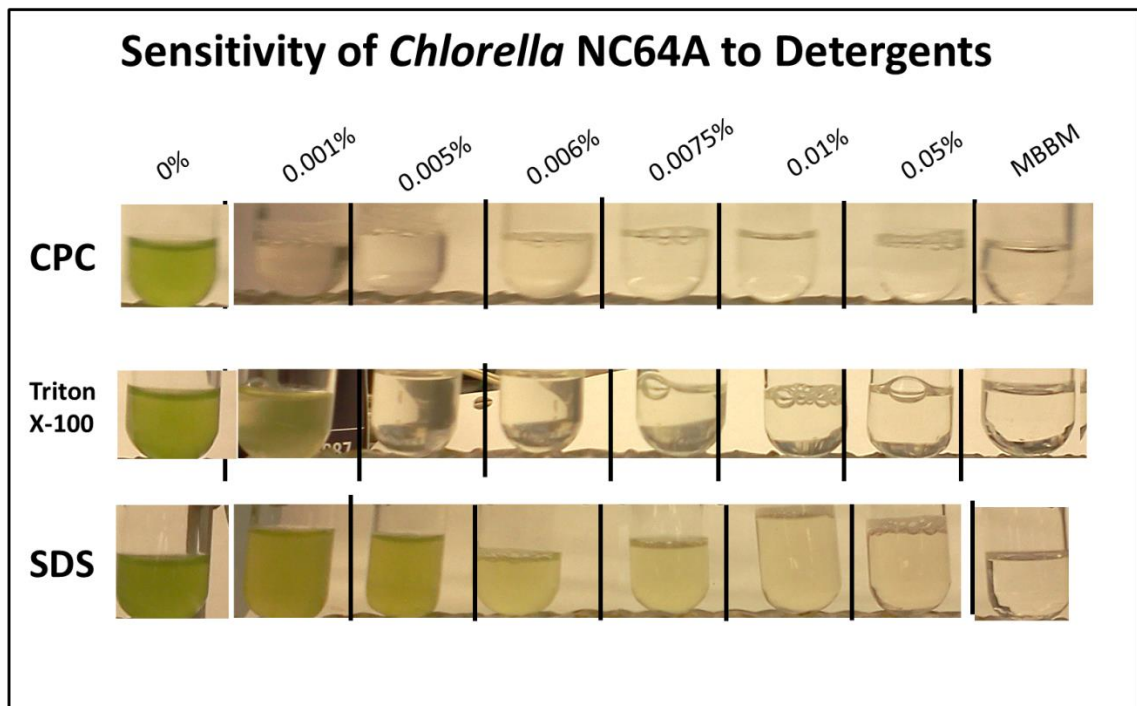 Sensitivity of Chlorella NC64A to Detergents
0% 0.001% 0.005% 0.006% 0.0075% 0.01% 0.05% MBBM
CPC
Triton
X-100
SDS